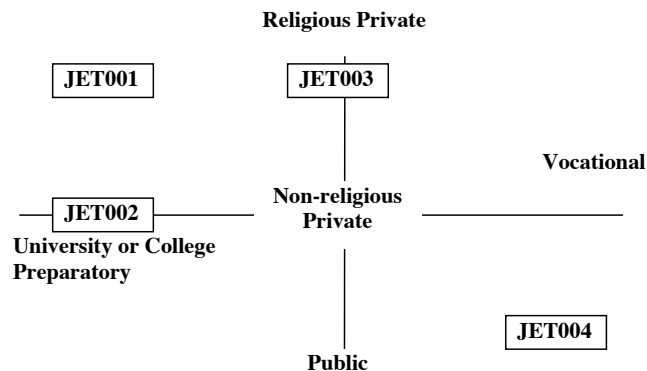 Religious Private
JET001
JET003
Vocational
Non-religious
Private
JET002
University or College
Preparatory
JET004
Public